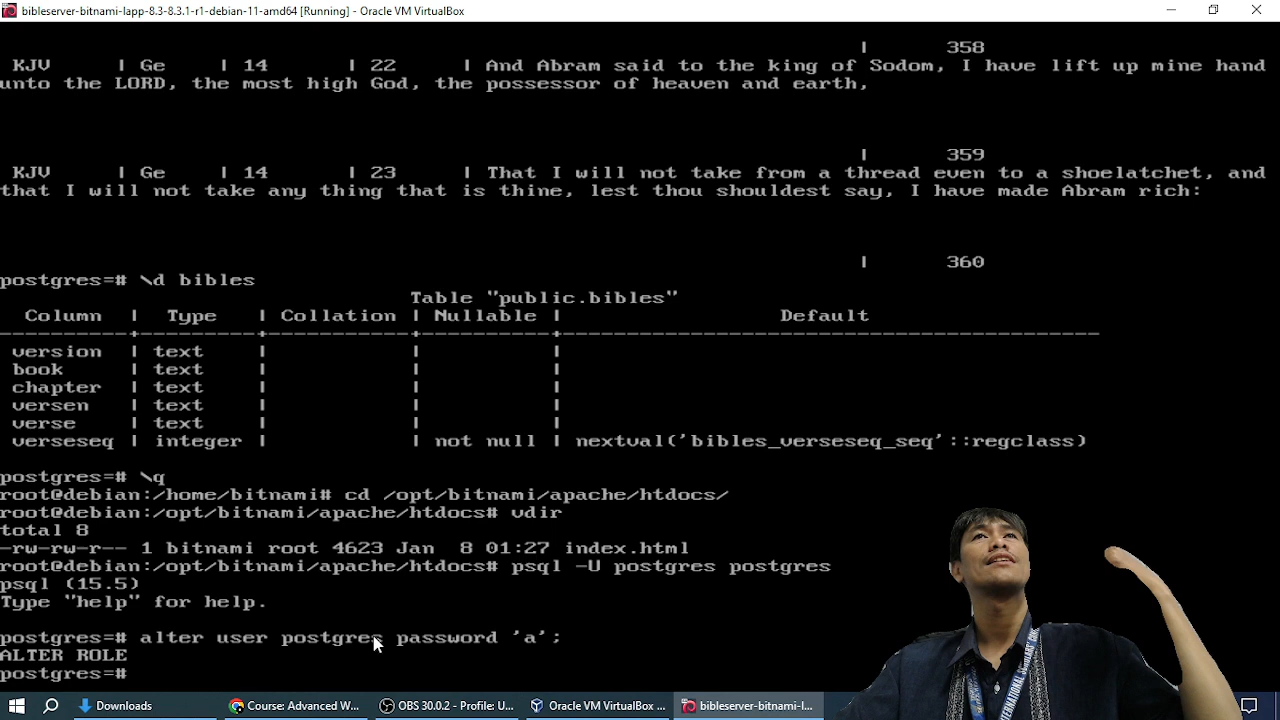 bibleserver-bitnami-lapp-8.3-8.3.1-r1-debian-11-amd64 [Running] - Oracle VM VirtualBox
| 358
KJV | Ge | 14 | 22 | And Abram said to the king of Sodom, I have lift up mine hand
unto the LORD, the most high God, the possessor of heaven and earth,
| 359
KJV | Ge | 14 | 23 | That I will not take from a thread even to a shoelatchet, and
that I will not take any thing that is thine, lest thou shouldest say, I have made Abram rich:
| 360
postgres=# \d bibles
Table "public.bibles"
Column | Type | Collation | Nullable | Default
----------+---------+-----------+----------+--------------------------------------------
version | text | | |
book | text | | |
chapter | text | | |
versen | text | | |
verse | text | | |
verseseq | integer | | not null | nextval('bibles_verseseq_seq'::regclass)
postgres=# \q
root@debian:/home/bitnami# cd /opt/bitnami/apache/htdocs/
root@debian:/opt/bitnami/apache/htdocs# vdir
total 8
-rw-rw-r-- 1 bitnami root 4623 Jan 8 01:27 index.html
root@debian:/opt/bitnami/apache/htdocs# psql -U postgres postgres
psql (15.5)
Type "help" for help.
postgres=# alter user postgres password 'a';
ALTER ROLE
postgres=#
Downloads
Course: Advanced W...
OBS 30.0.2 - Profile: U...
Oracle VM VirtualBox ...
bibleserver-bitnami-l...